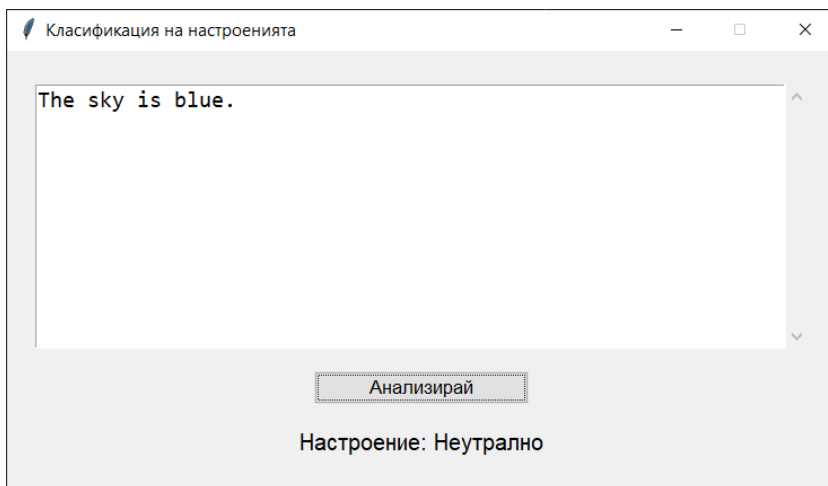 Класификация на настроенията
The sky is blue.
Анализирай
Настроение: Неутрално